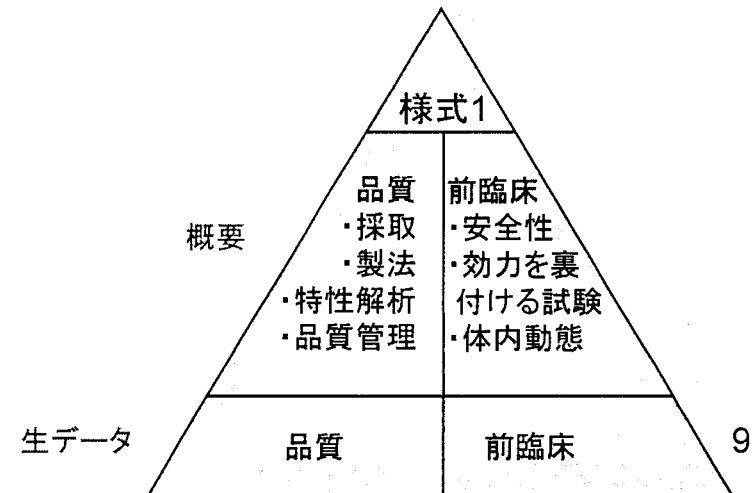 様式1
概要
品質
・採取
・製法
・特性解析
・品質管理
前臨床
・安全性
・効力を裏
付ける試験
・体内動態
生データ
品質
前臨床
9